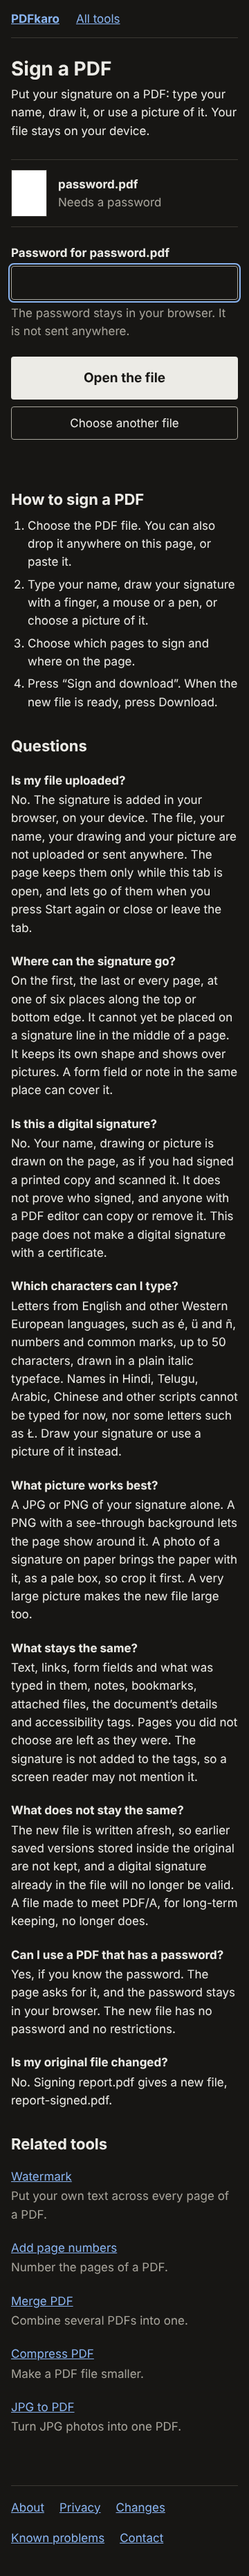 PDFkaro All tools
Sign a PDF
Put your signature on a PDF: type your
name, draw it, or use a picture of it. Your
file stays on your device.
password.pdf
Needs a password
Password for password.pdf
The password stays in your browser. It
is not sent anywhere.
Open the file
Choose another file
How to sign a PDF
1. Choose the PDF file. You can also
drop it anywhere on this page, or
paste it.
2. Type your name, draw your signature
with a finger, a mouse or a pen, or
choose a picture of it.
3. Choose which pages to sign and
where on the page.
4. Press “Sign and download”. When the
new file is ready, press Download.
Questions
Is my file uploaded?
No. The signature is added in your
browser, on your device. The file, your
name, your drawing and your picture are
not uploaded or sent anywhere. The
page keeps them only while this tab is
open, and lets go of them when you
press Start again or close or leave the
tab.
Where can the signature go?
On the first, the last or every page, at
one of six places along the top or
bottom edge. It cannot yet be placed on
a signature line in the middle of a page.
It keeps its own shape and shows over
pictures. A form field or note in the same
place can cover it.
Is this a digital signature?
No. Your name, drawing or picture is
drawn on the page, as if you had signed
a printed copy and scanned it. It does
not prove who signed, and anyone with
a PDF editor can copy or remove it. This
page does not make a digital signature
with a certificate.
Which characters can I type?
Letters from English and other Western
European languages, such as é, ü and ñ,
numbers and common marks, up to 50
characters, drawn in a plain italic
typeface. Names in Hindi, Telugu,
Arabic, Chinese and other scripts cannot
be typed for now, nor some letters such
as Ł. Draw your signature or use a
picture of it instead.
What picture works best?
A JPG or PNG of your signature alone. A
PNG with a see-through background lets
the page show around it. A photo of a
signature on paper brings the paper with
it, as a pale box, so crop it first. A very
large picture makes the new file large
too.
What stays the same?
Text, links, form fields and what was
typed in them, notes, bookmarks,
attached files, the document’s details
and accessibility tags. Pages you did not
choose are left as they were. The
signature is not added to the tags, so a
screen reader may not mention it.
What does not stay the same?
The new file is written afresh, so earlier
saved versions stored inside the original
are not kept, and a digital signature
already in the file will no longer be valid.
A file made to meet PDF/A, for long-term
keeping, no longer does.
Can I use a PDF that has a password?
Yes, if you know the password. The
page asks for it, and the password stays
in your browser. The new file has no
password and no restrictions.
Is my original file changed?
No. Signing report.pdf gives a new file,
report-signed.pdf.
Related tools
Watermark
Put your own text across every page of
a PDF.
Add page numbers
Number the pages of a PDF.
Merge PDF
Combine several PDFs into one.
Compress PDF
Make a PDF file smaller.
JPG to PDF
Turn JPG photos into one PDF.
About Privacy Changes
Known problems Contact